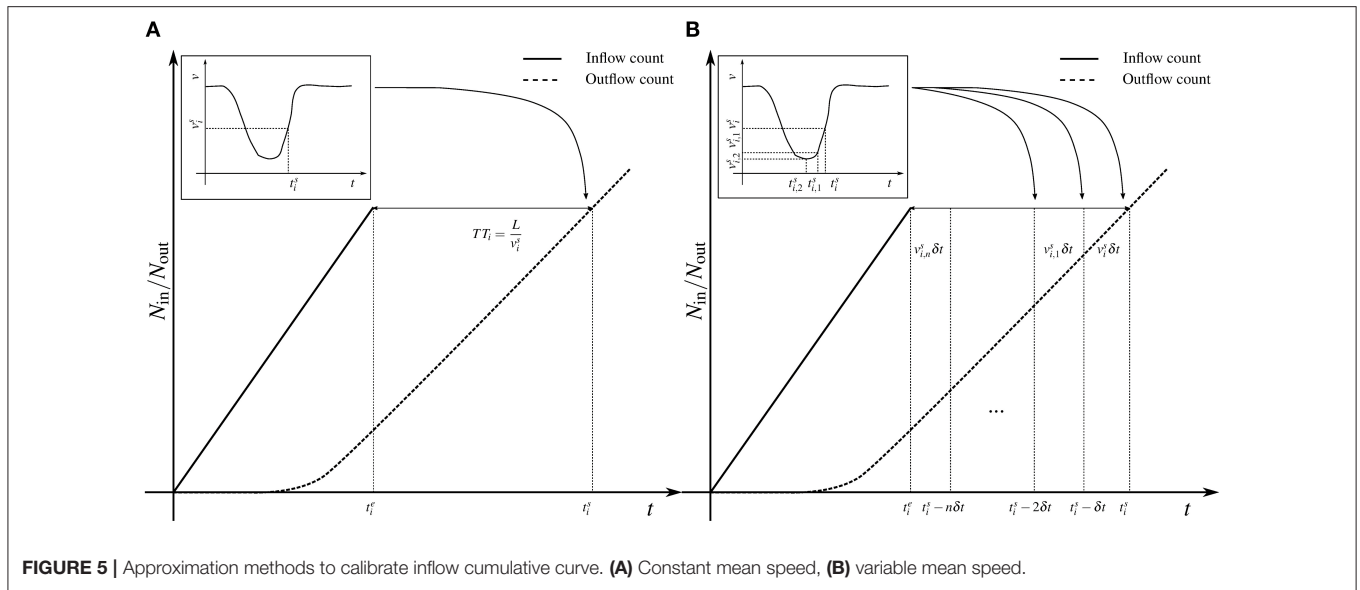 A
Inflow count
Outflow count
v
v_i^s
t_i^s
t
TT_i = L / v_i^s
N_in/N_out
t_i^e
t_i^s
t
B
Inflow count
Outflow count
v
v_i^s
v_{i,1}^s
v_{i,2}^s
t_{i,2}^s t_{i,1}^s t_i^s
t
v_{i,n}^s δt
v_{i,1}^s δt
v_i^s δt
...
N_in/N_out
t_i^e
t_i^s − nδt
t_i^s − 2δt
t_i^s − δt
t_i^s
t
FIGURE 5 | Approximation methods to calibrate inflow cumulative curve. (A) Constant mean speed, (B) variable mean speed.